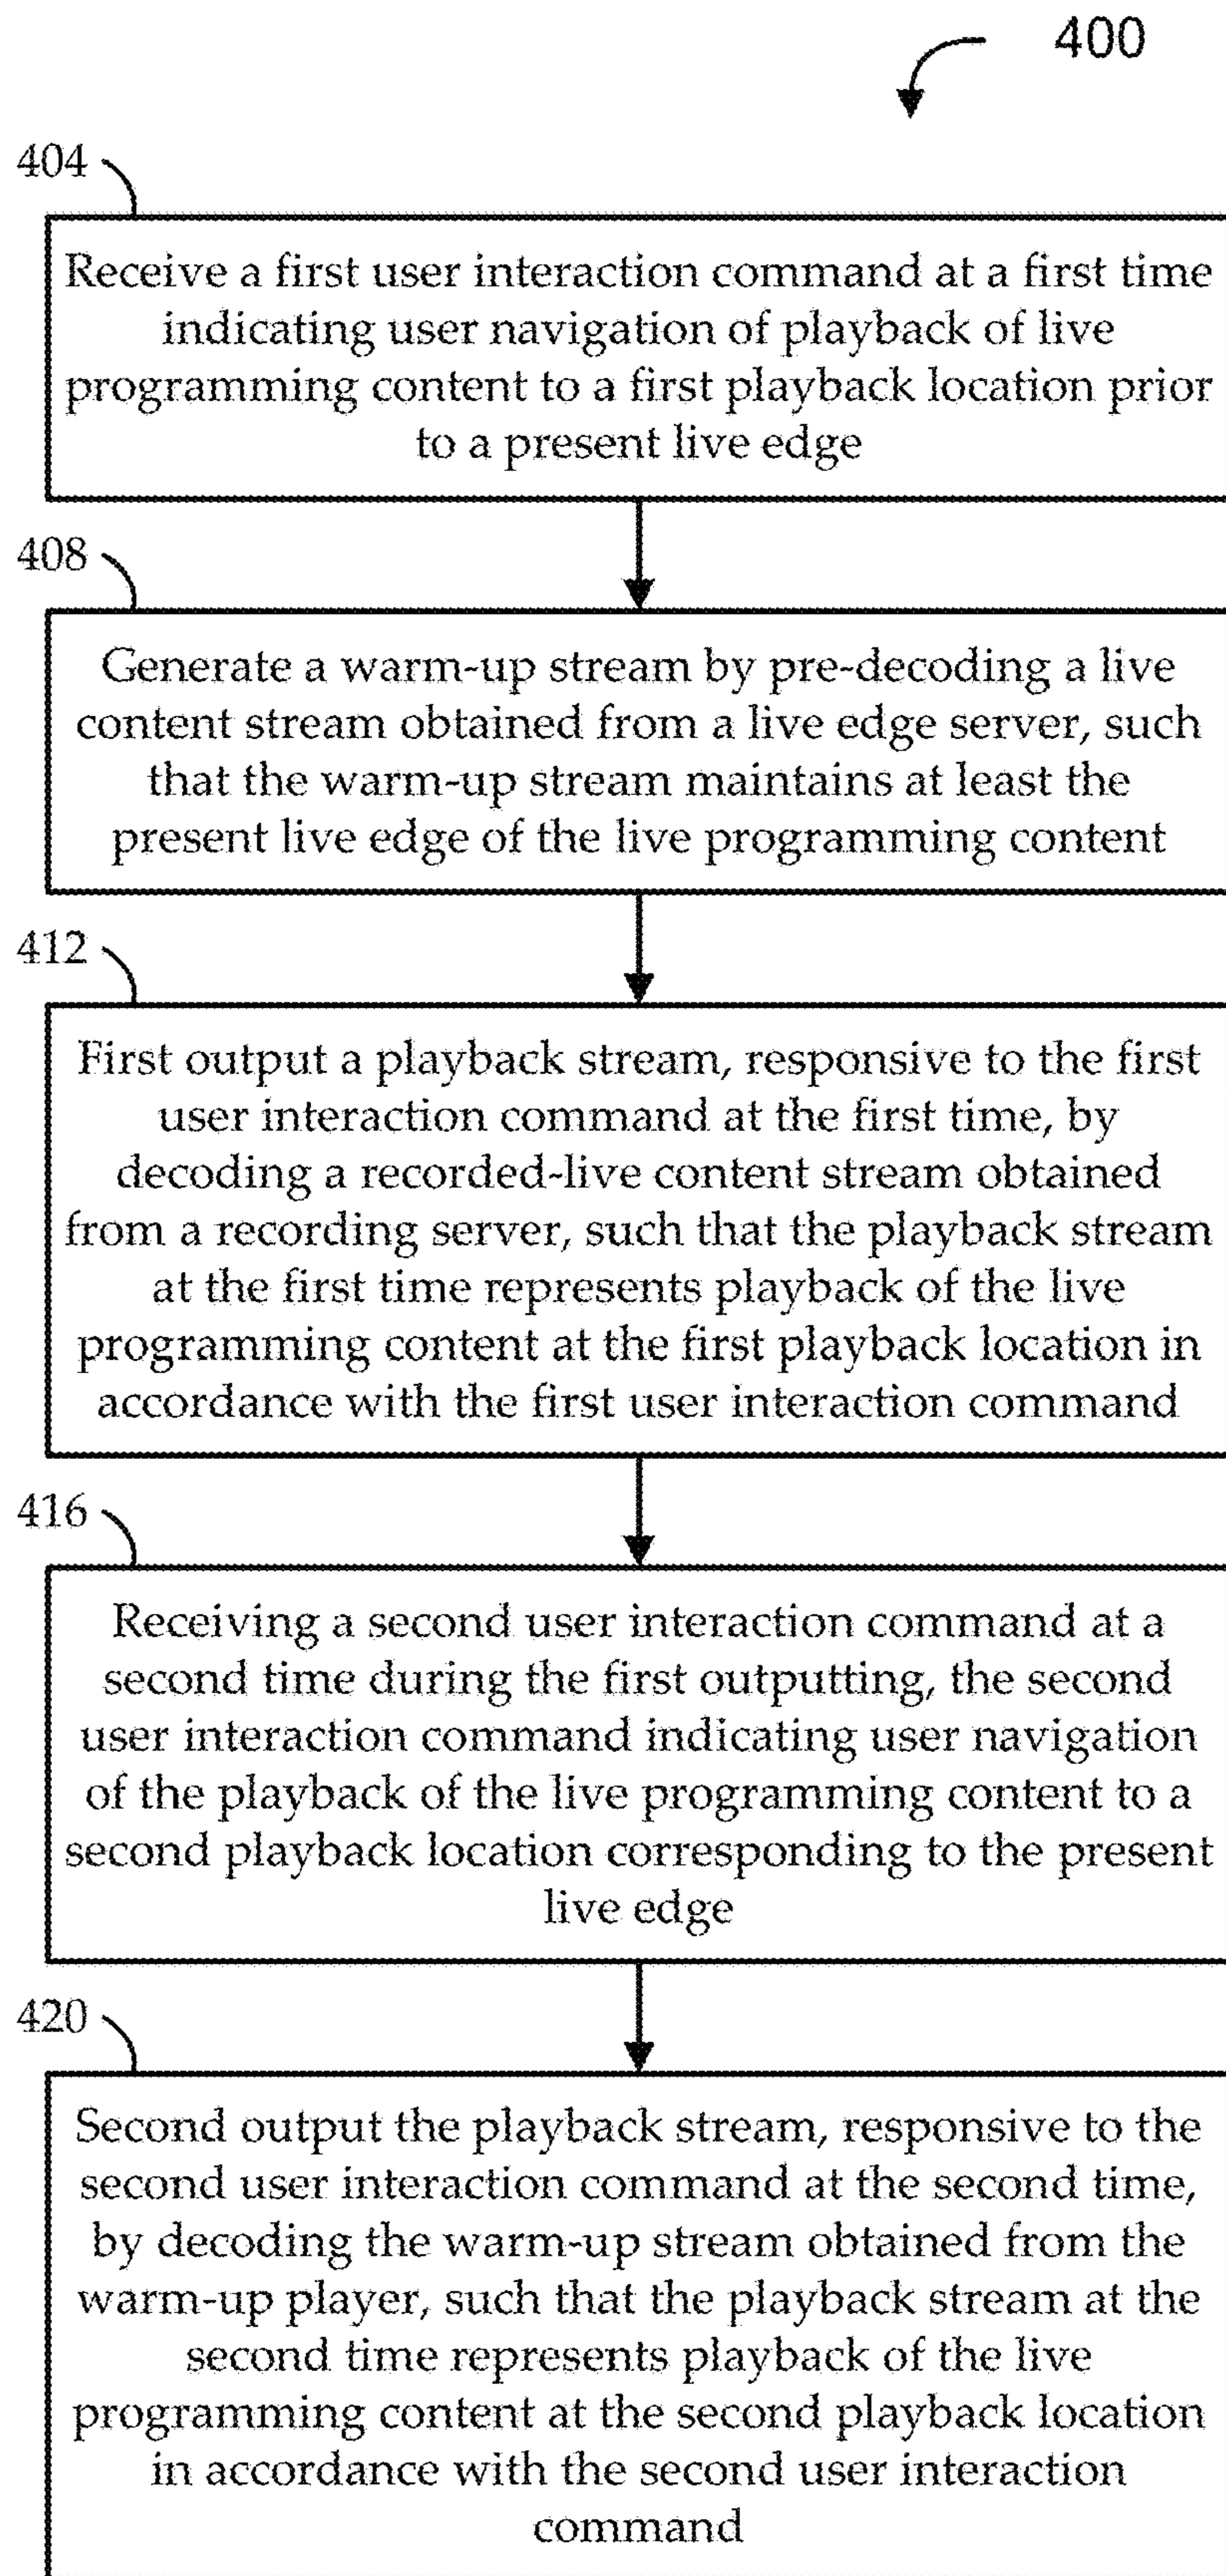 400
404
Receive a first user interaction command at a first time
indicating user navigation of playback of live
programming content to a first playback location prior
to a present live edge
408
Generate a warm-up stream by pre-decoding a live
content stream obtained from a live edge server, such
that the warm-up stream maintains at least the
present live edge of the live programming content
412
First output a playback stream, responsive to the first
user interaction command at the first time, by
decoding a recorded-live content stream obtained
from a recording server, such that the playback stream
at the first time represents playback of the live
programming content at the first playback location in
accordance with the first user interaction command
416
Receiving a second user interaction command at a
second time during the first outputting, the second
user interaction command indicating user navigation
of the playback of the live programming content to a
second playback location corresponding to the present
live edge
420
Second output the playback stream, responsive to the
second user interaction command at the second time,
by decoding the warm-up stream obtained from the
warm-up player, such that the playback stream at the
second time represents playback of the live
programming content at the second playback location
in accordance with the second user interaction
command